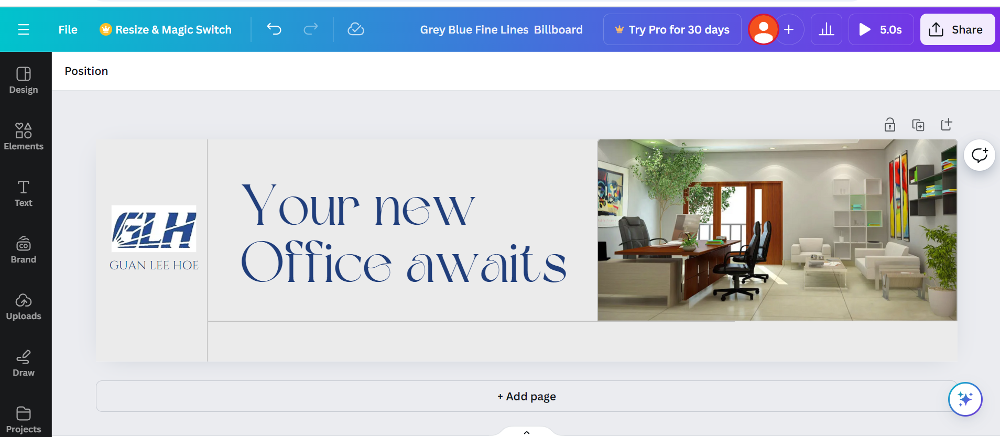 File
Resize & Magic Switch
Grey Blue Fine Lines Billboard
Try Pro for 30 days
5.0s
Share
Position
Design
Elements
Text
Brand
Uploads
Draw
Projects
GLH
GUAN LEE HOE
Your new
Office awaits
+ Add page